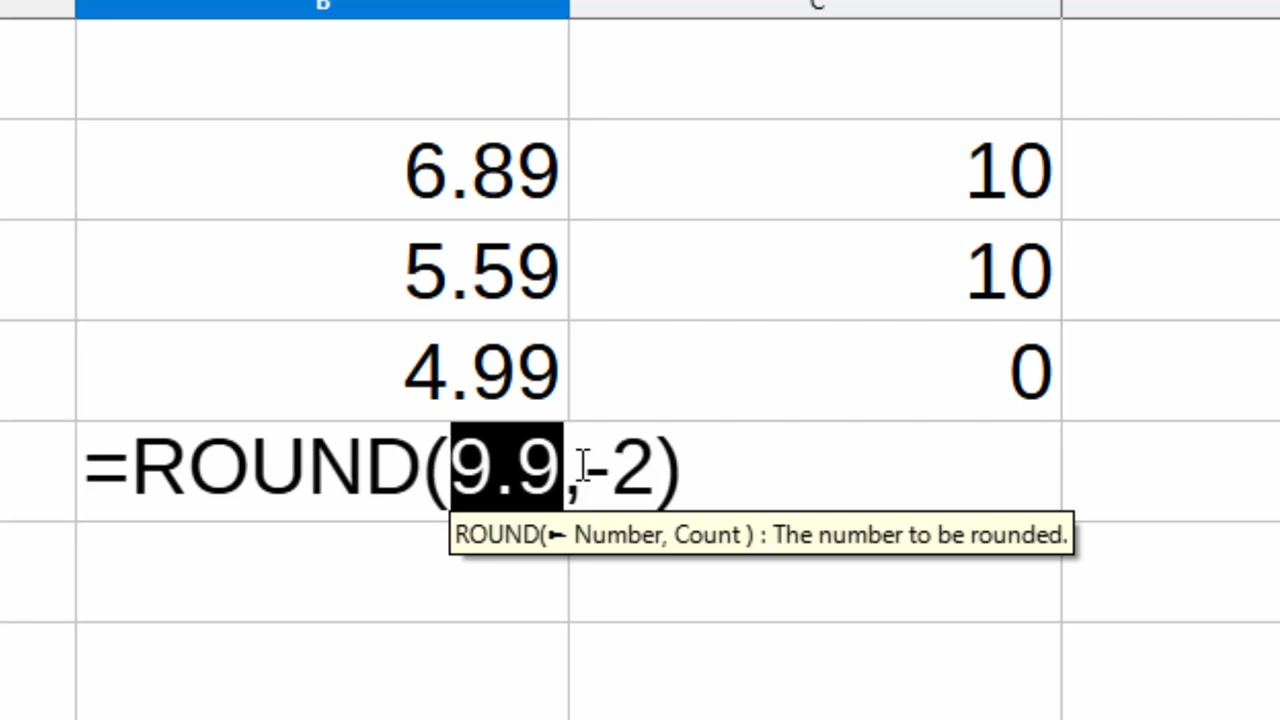 B C
6.89 10
5.59 10
4.99 0
=ROUND(9.9,-2)
ROUND(► Number, Count ) : The number to be rounded.